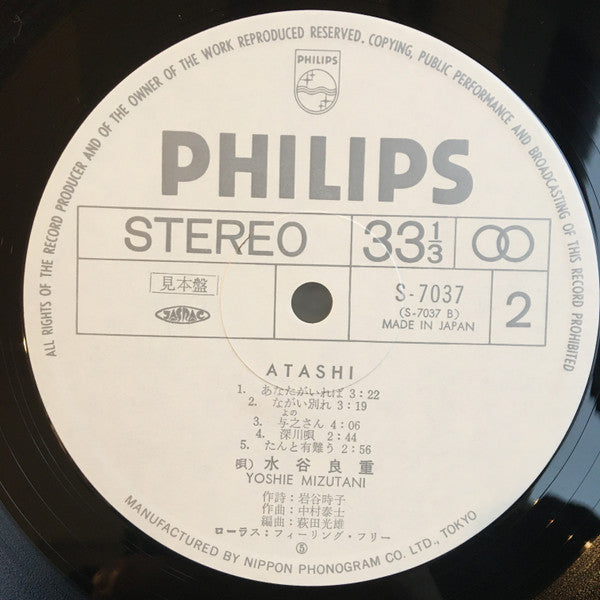 ALL RIGHTS OF THE RECORD PRODUCER AND OF THE OWNER OF THE WORK REPRODUCED RESERVED. COPYING, PUBLIC PERFORMANCE AND BROADCASTING OF THIS RECORD PROHIBITED
PHILIPS
PHILIPS
STEREO 33 1/3
見本盤 S-7037
JASRAC (S-7037 B) 2
MADE IN JAPAN
ATASHI
1. あなたがいれば 3:22
2. ながい別れ 3:19
よの
3. 与之さん 4:06
4. 深川唄 2:44
5. たんと有難う 2:56
唄) 水谷良重
YOSHIE MIZUTANI
作詩:岩谷時子
作曲:中村泰士
編曲:萩田光雄
コーラス:フィーリング・フリー
⑤
MANUFACTURED BY NIPPON PHONOGRAM CO. LTD., TOKYO